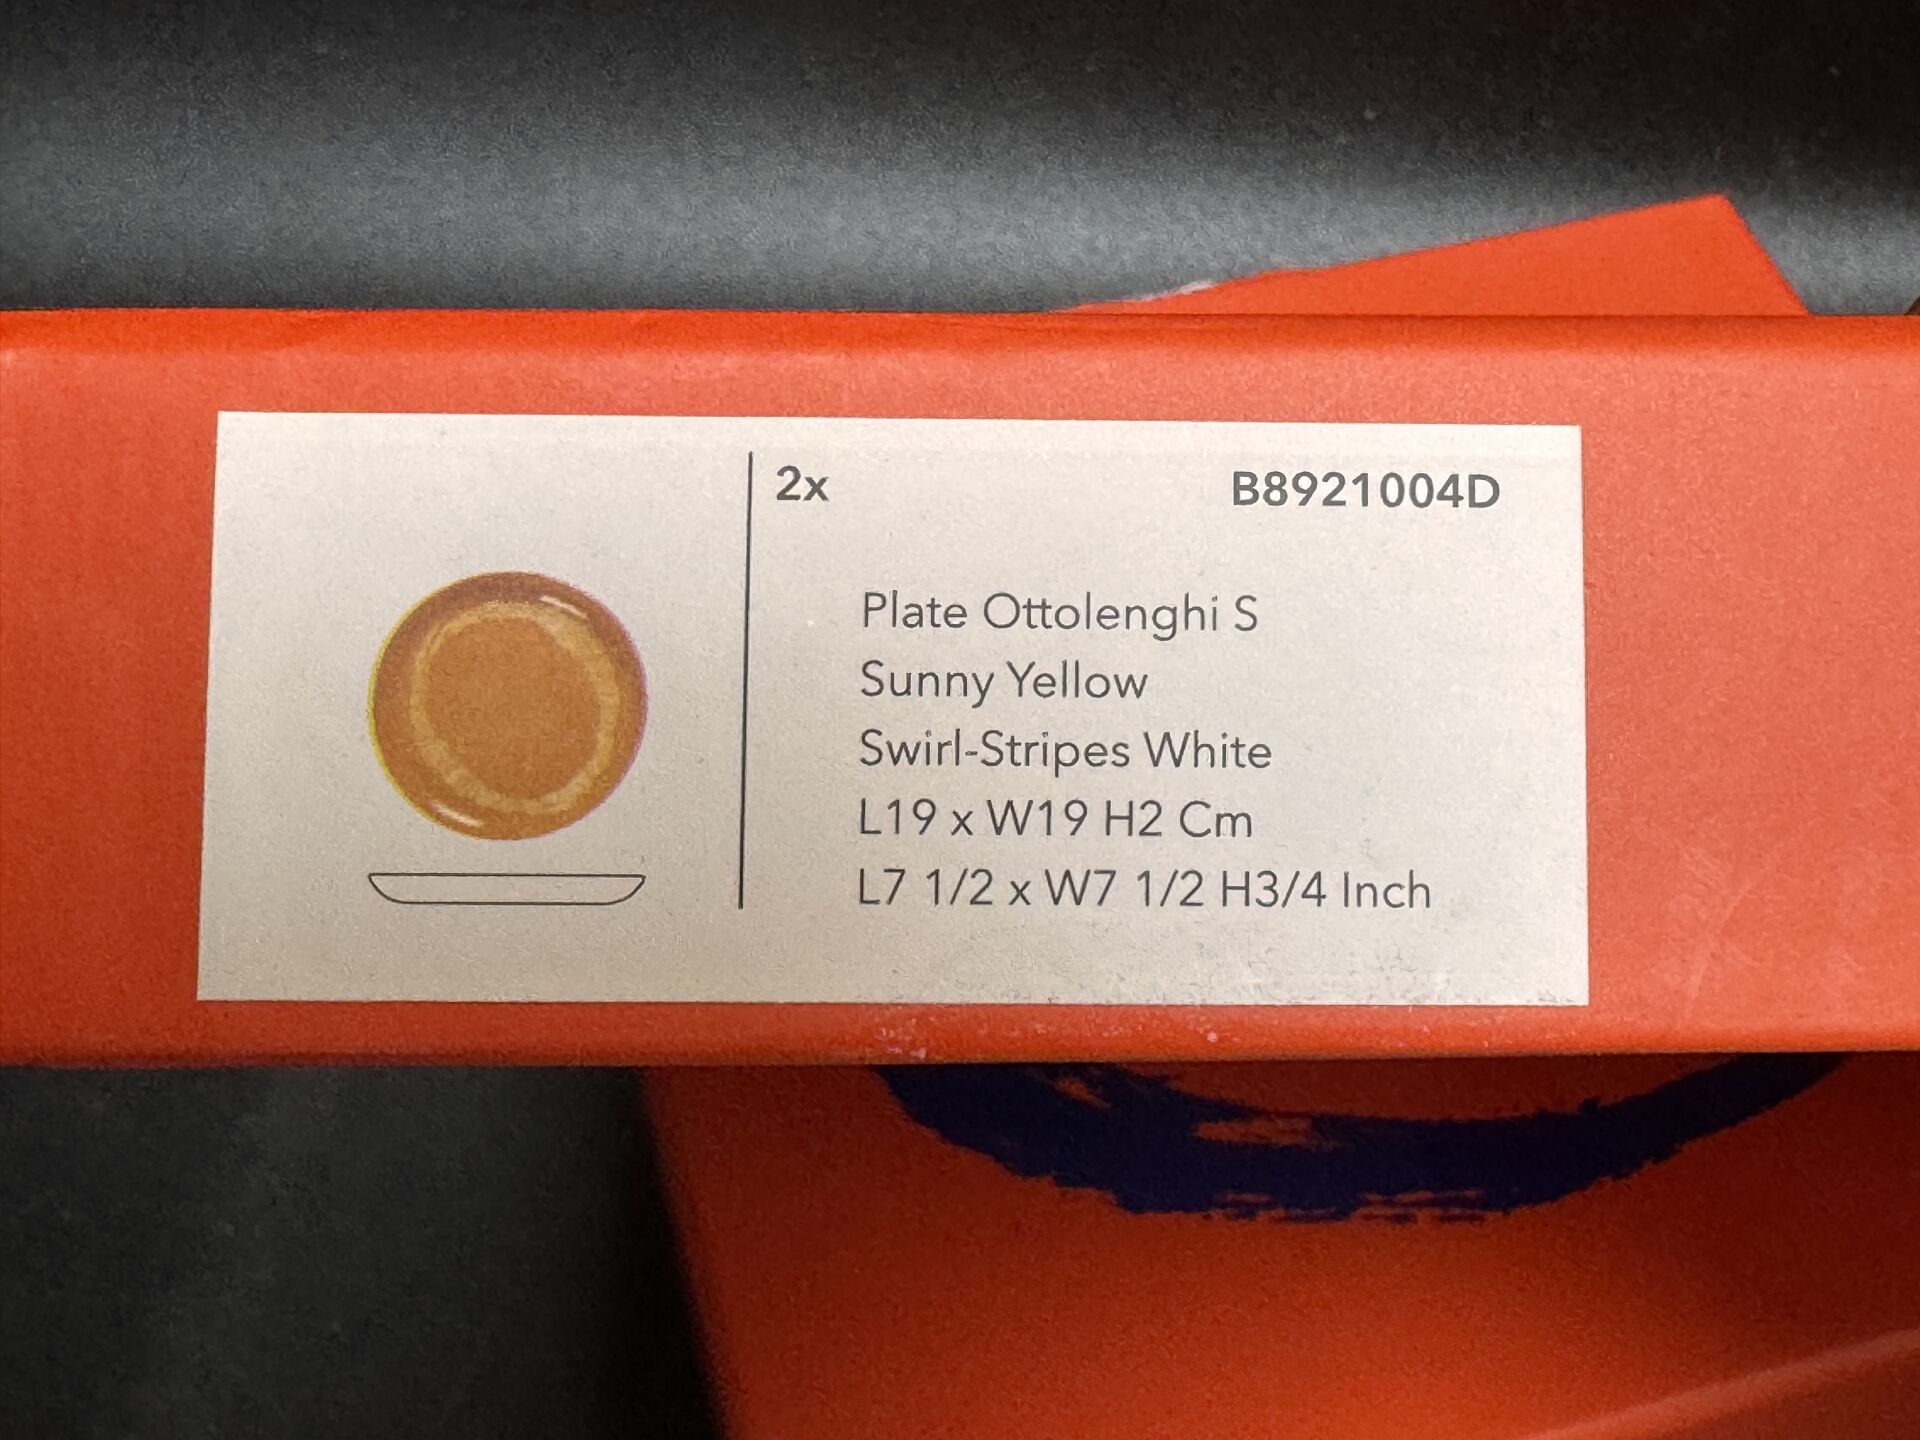 2x
B8921004D
Plate Ottolenghi S
Sunny Yellow
Swirl-Stripes White
L19 x W19 H2 Cm
L7 1/2 x W7 1/2 H3/4 Inch